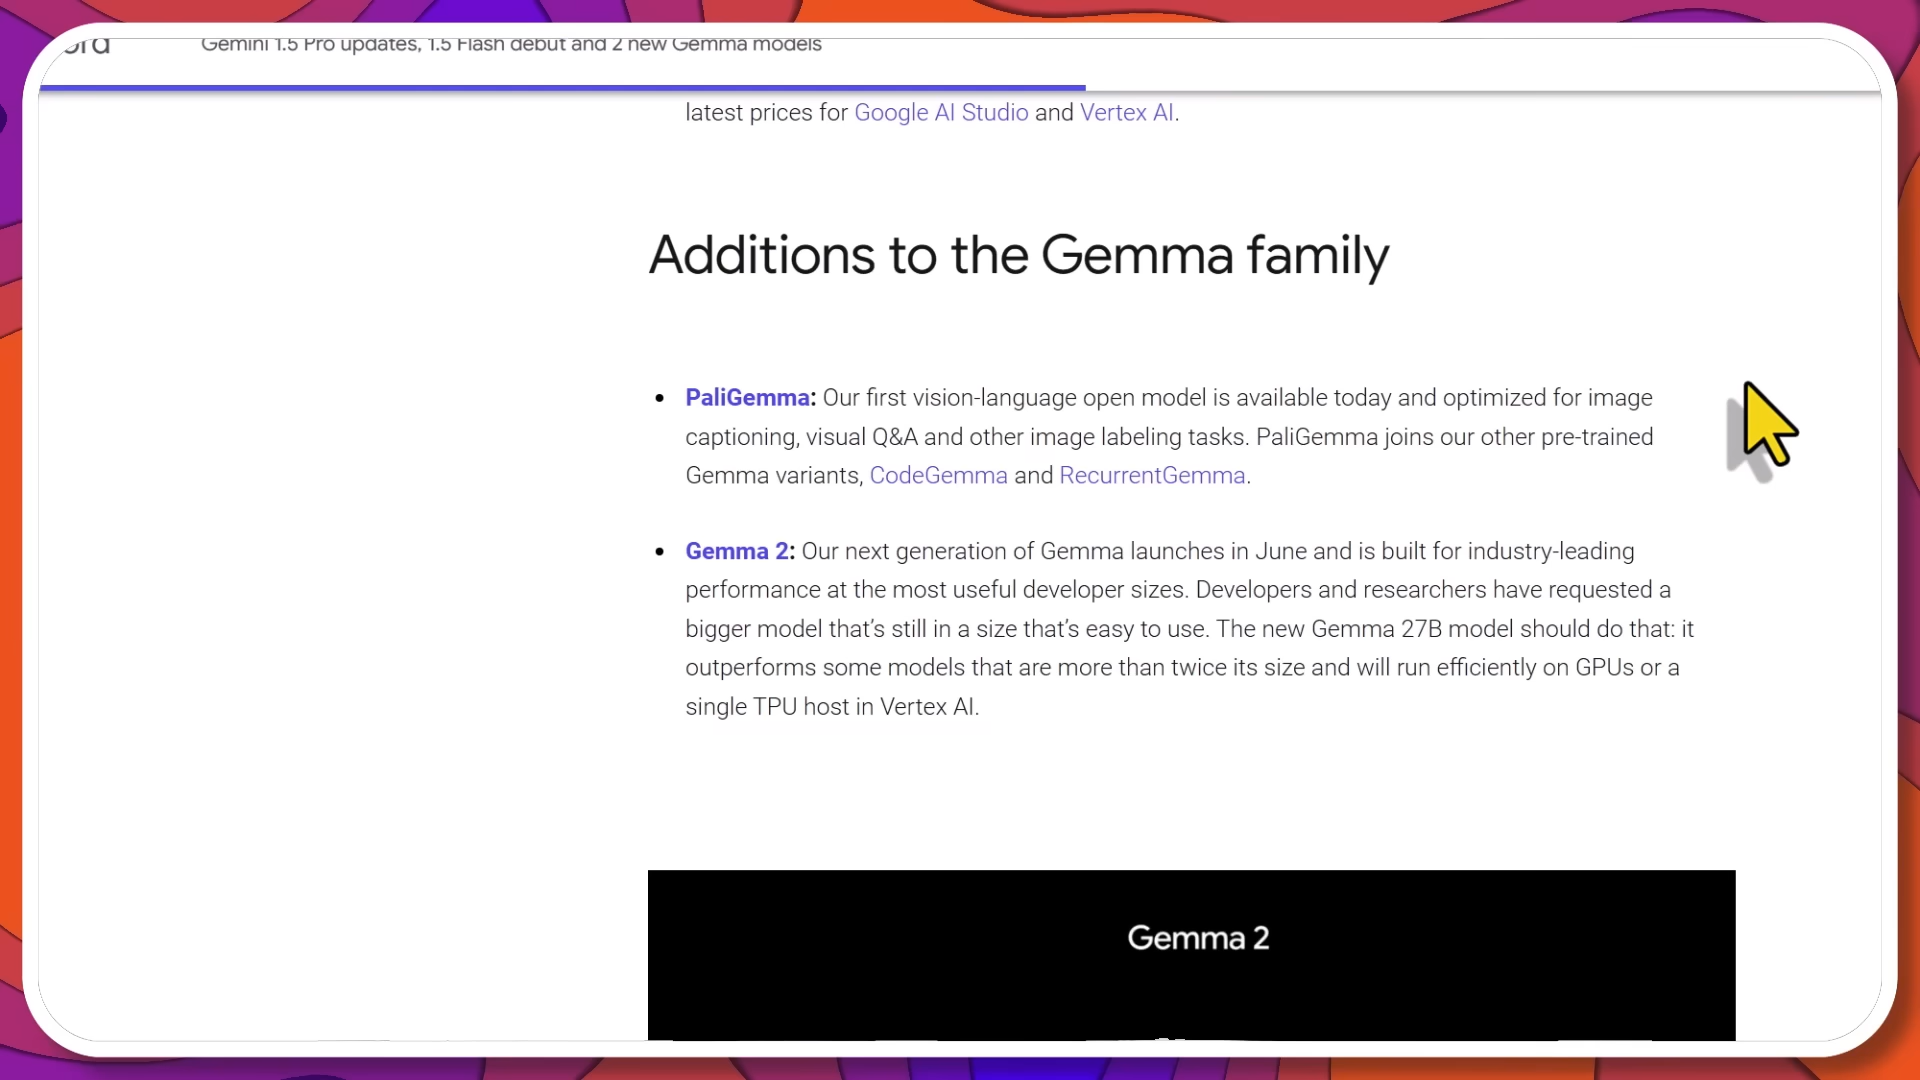 Gemini 1.5 Pro updates, 1.5 Flash debut and 2 new Gemma models
latest prices for Google AI Studio and Vertex AI.
Additions to the Gemma family
• PaliGemma: Our first vision-language open model is available today and optimized for image
captioning, visual Q&A and other image labeling tasks. PaliGemma joins our other pre-trained
Gemma variants, CodeGemma and RecurrentGemma.
• Gemma 2: Our next generation of Gemma launches in June and is built for industry-leading
performance at the most useful developer sizes. Developers and researchers have requested a
bigger model that’s still in a size that’s easy to use. The new Gemma 27B model should do that: it
outperforms some models that are more than twice its size and will run efficiently on GPUs or a
single TPU host in Vertex AI.
Gemma 2